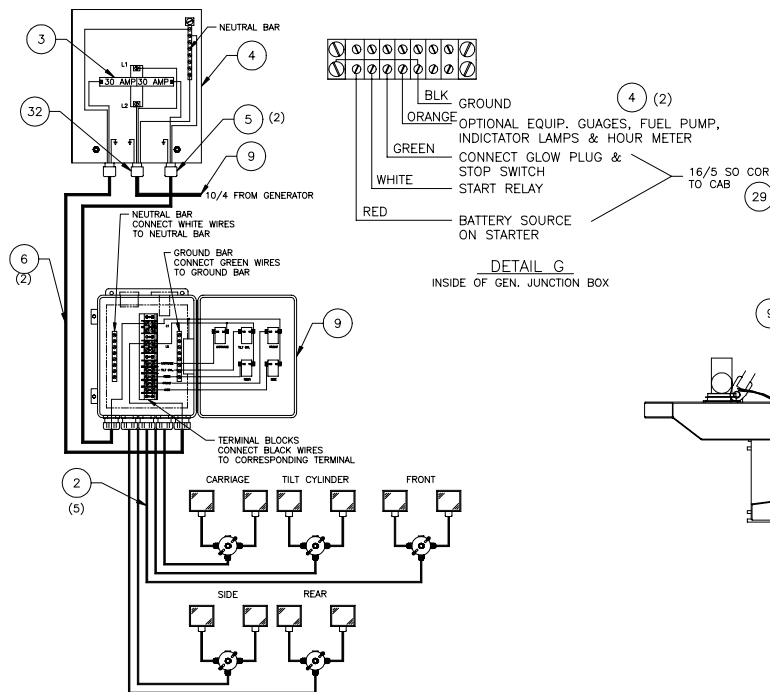 NEUTRAL BAR
3
4
L1
30 AMP 30 AMP
L2
32
5 (2)
9
10/4 FROM GENERATOR
BLK GROUND
4 (2)
ORANGE OPTIONAL EQUIP. GUAGES, FUEL PUMP,
INDICTATOR LAMPS & HOUR METER
GREEN CONNECT GLOW PLUG &
STOP SWITCH
WHITE START RELAY
16/5 SO COR
TO CAB
29
RED BATTERY SOURCE
ON STARTER
DETAIL G
INSIDE OF GEN. JUNCTION BOX
NEUTRAL BAR
CONNECT WHITE WIRES
TO NEUTRAL BAR
GROUND BAR
CONNECT GREEN WIRES
TO GROUND BAR
6
(2)
9
9
TERMINAL BLOCKS
CONNECT BLACK WIRES
TO CORRESPONDING TERMINAL
2
(5)
CARRIAGE TILT CYLINDER FRONT
SIDE REAR